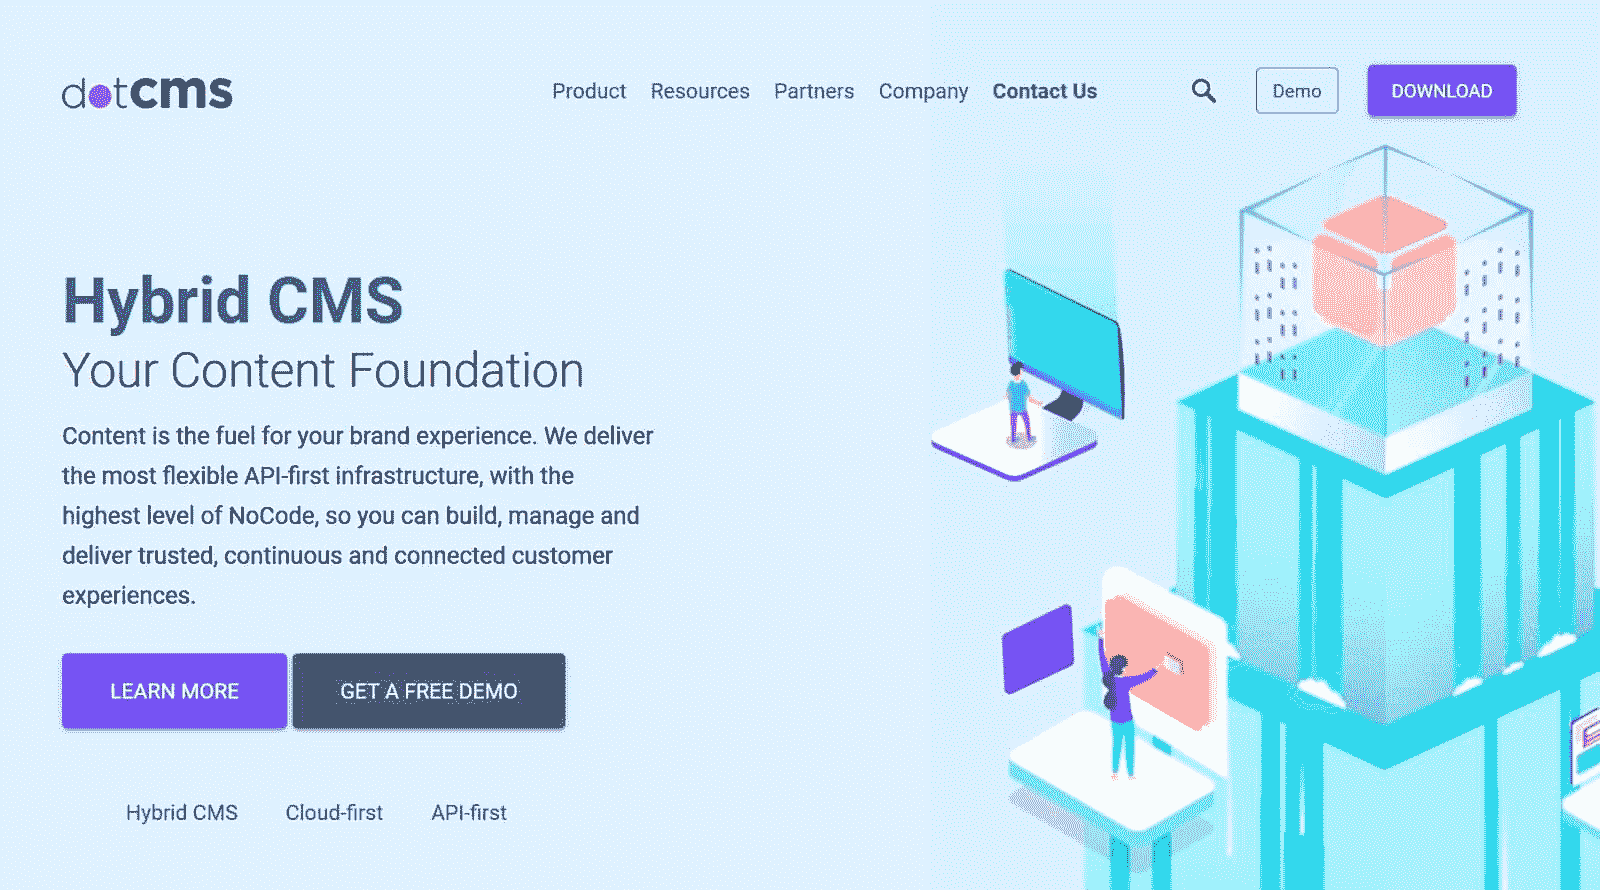 dotcms
Product Resources Partners Company Contact Us Demo DOWNLOAD
Hybrid CMS
Your Content Foundation
Content is the fuel for your brand experience. We deliver
the most flexible API-first infrastructure, with the
highest level of NoCode, so you can build, manage and
deliver trusted, continuous and connected customer
experiences.
LEARN MORE GET A FREE DEMO
Hybrid CMS Cloud-first API-first